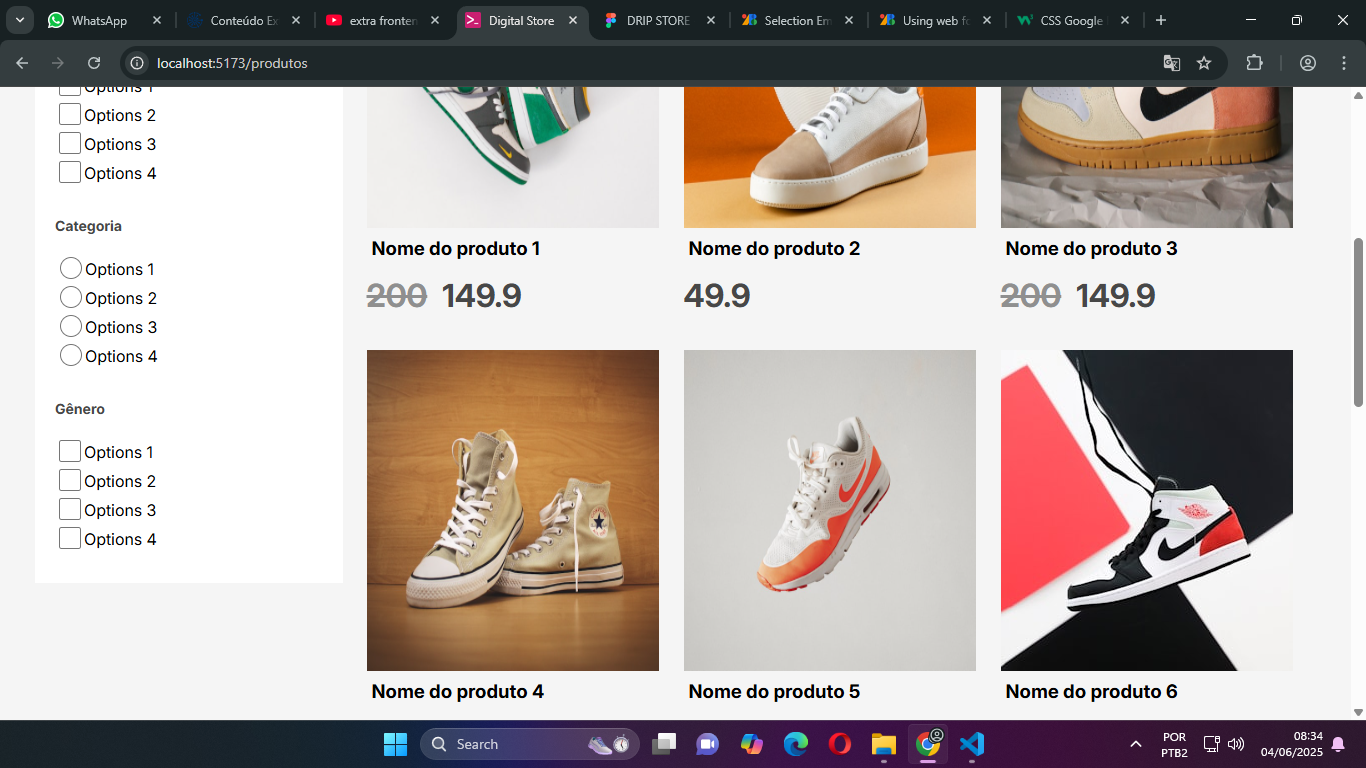 WhatsApp
Conteúdo Ex
extra fronten
Digital Store
DRIP STORE
Selection Em
Using web fo
CSS Google
localhost:5173/produtos
Options 1
Options 2
Options 3
Options 4
Categoria
Options 1
Options 2
Options 3
Options 4
Gênero
Options 1
Options 2
Options 3
Options 4
Nome do produto 1
200 149.9
Nome do produto 2
49.9
Nome do produto 3
200 149.9
Nome do produto 4
Nome do produto 5
Nome do produto 6
Search
POR
PTB2
08:34
04/06/2025